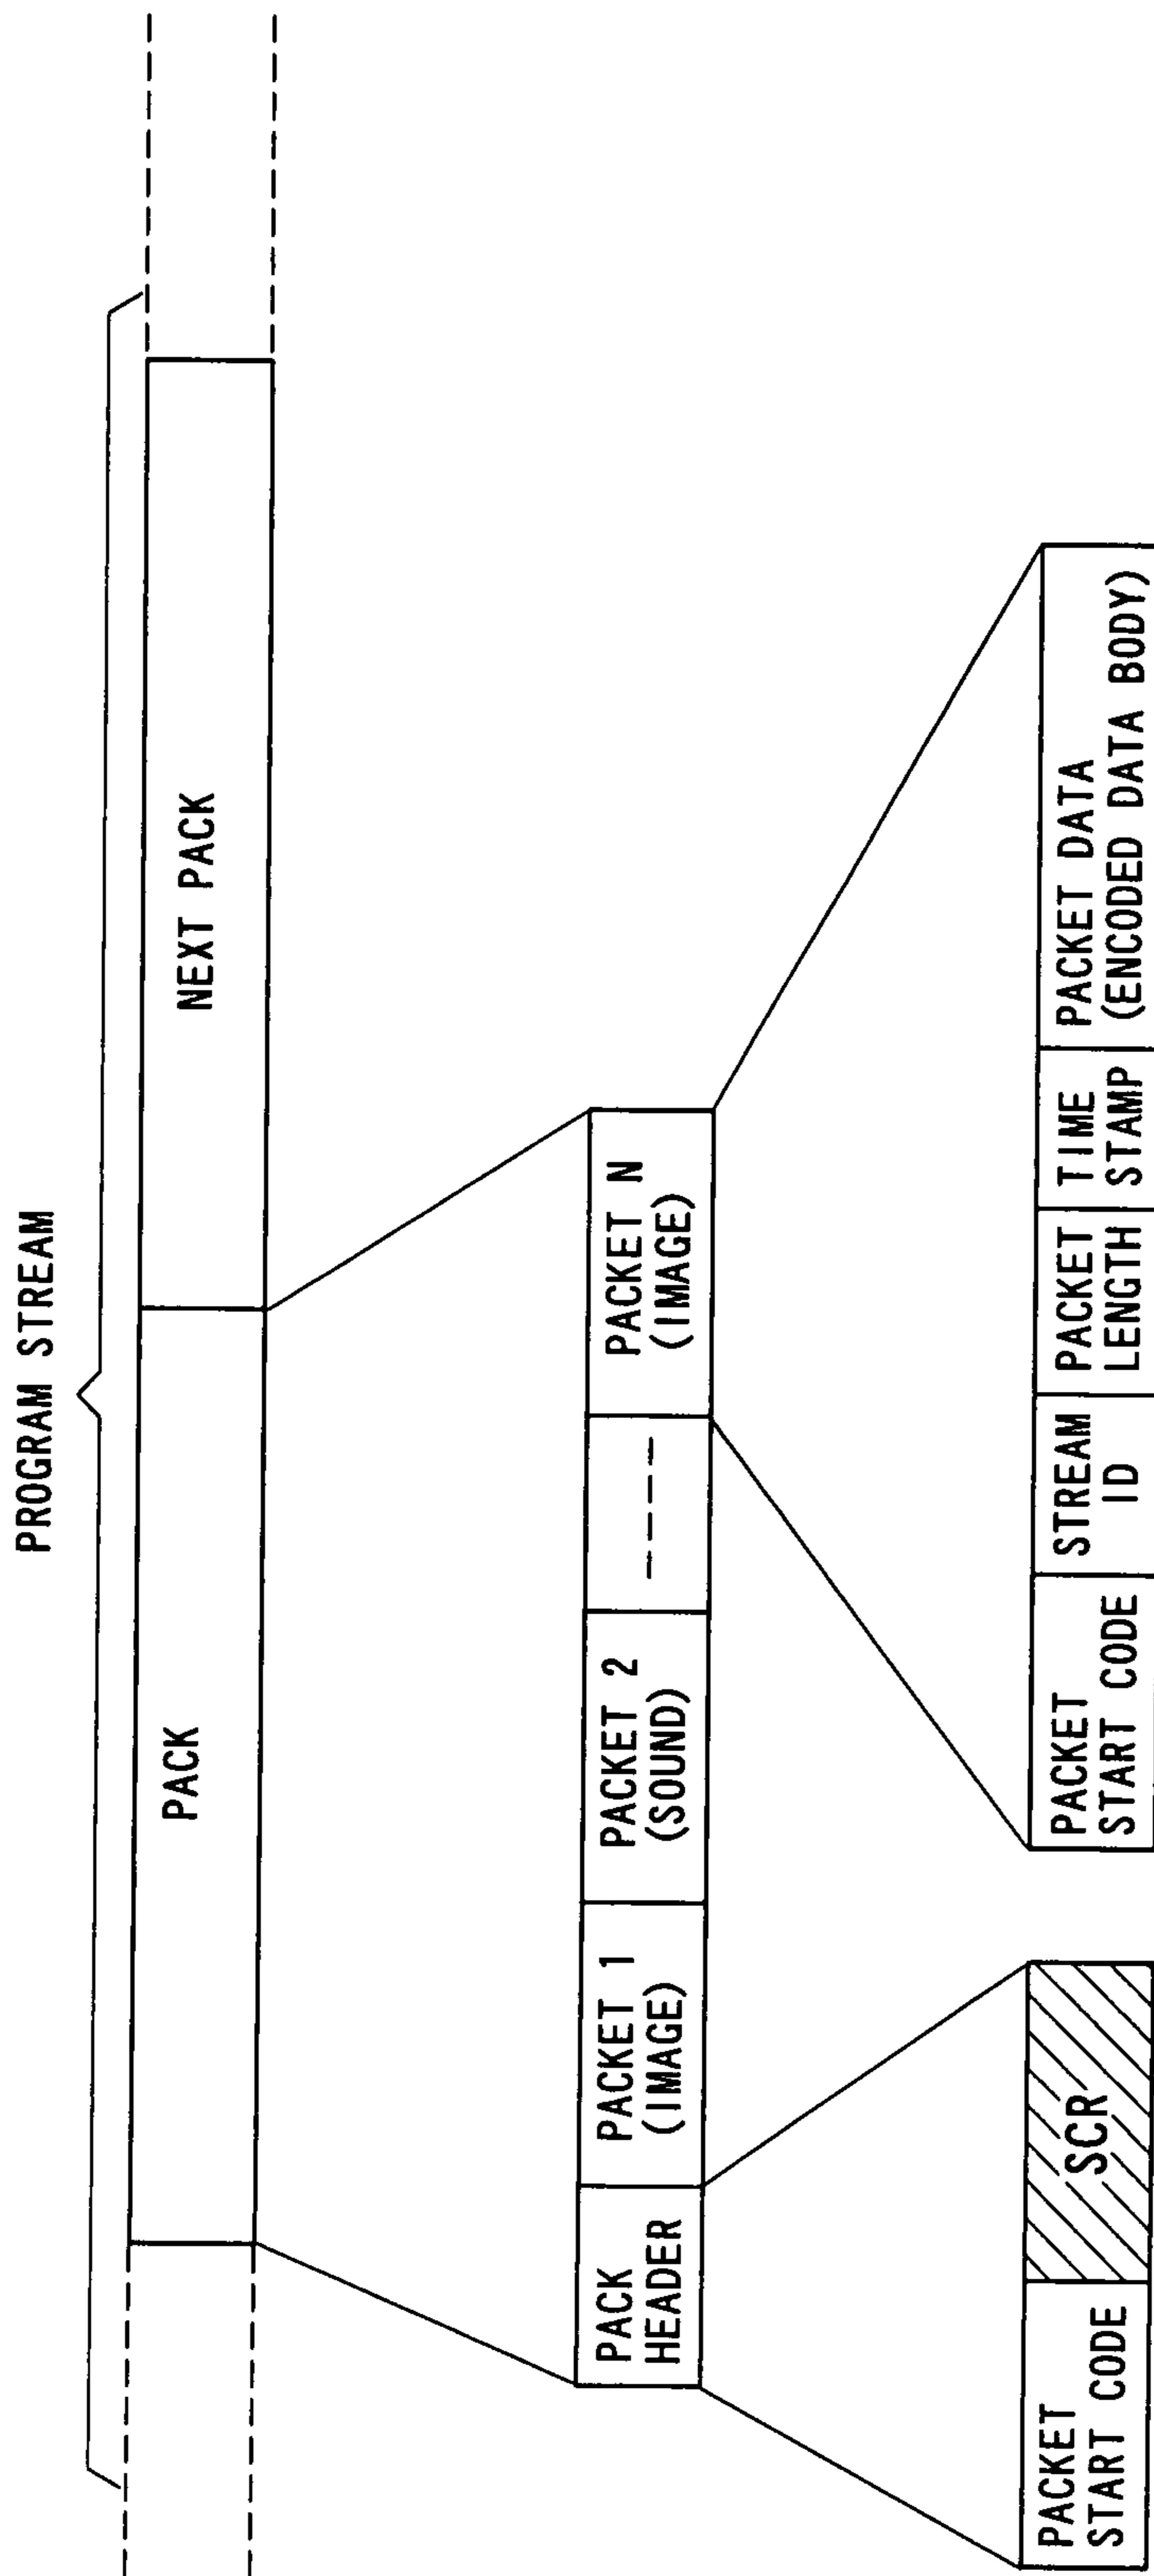 PROGRAM STREAM
PACK
NEXT PACK
PACK
HEADER
PACKET 1
(IMAGE)
PACKET 2
(SOUND)
PACKET N
(IMAGE)
PACKET
START CODE
SCR
PACKET
START CODE
STREAM
ID
PACKET
LENGTH
TIME
STAMP
PACKET DATA
(ENCODED DATA BODY)